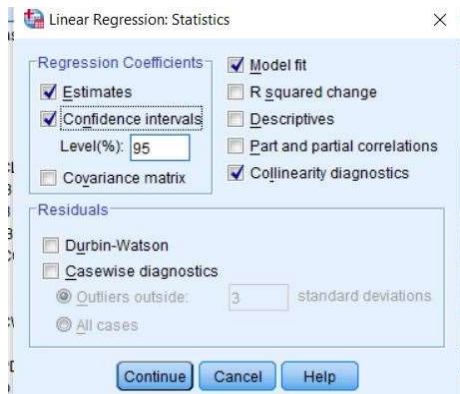 Linear Regression: Statistics
Regression Coefficients
Estimates
Confidence intervals
Level(%): 95
Covariance matrix
Model fit
R squared change
Descriptives
Part and partial correlations
Collinearity diagnostics
Residuals
Durbin-Watson
Casewise diagnostics
Outliers outside: 3 standard deviations
All cases
Continue Cancel Help